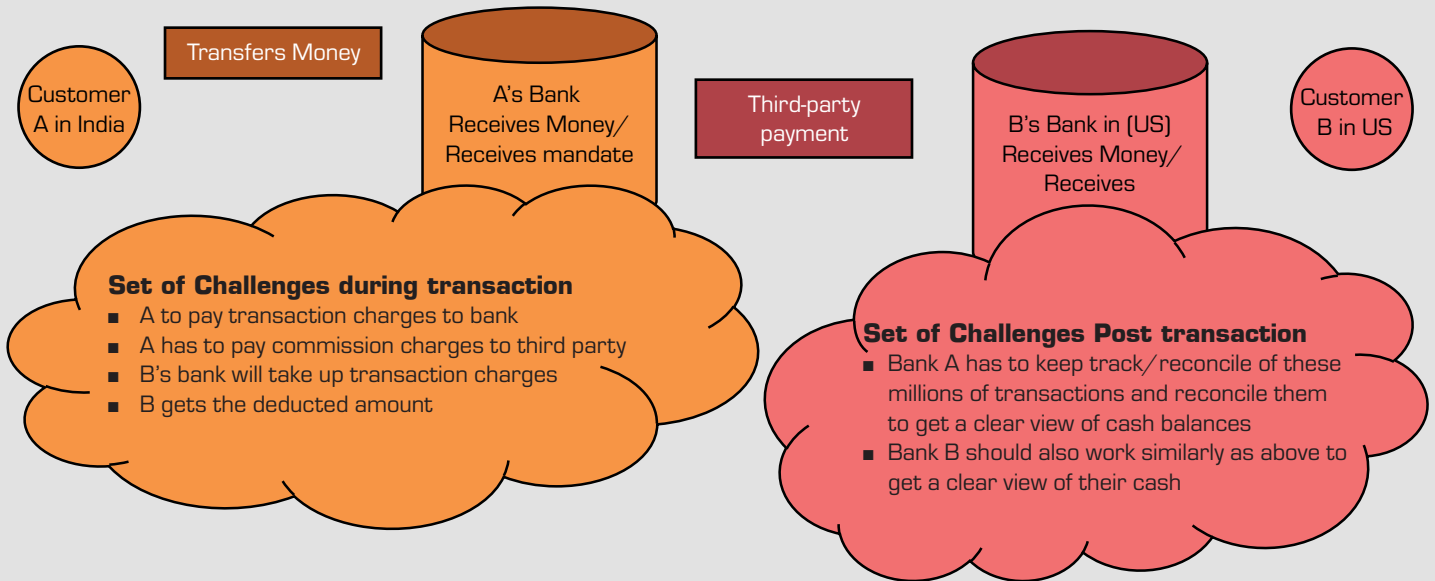 Customer
A in India
Transfers Money
A's Bank
Receives Money/
Receives mandate
Third-party
payment
B's Bank in (US)
Receives Money/
Receives
Customer
B in US
Set of Challenges during transaction
■ A to pay transaction charges to bank
■ A has to pay commission charges to third party
■ B's bank will take up transaction charges
■ B gets the deducted amount
Set of Challenges Post transaction
■ Bank A has to keep track/reconcile of these
millions of transactions and reconcile them
to get a clear view of cash balances
■ Bank B should also work similarly as above to
get a clear view of their cash